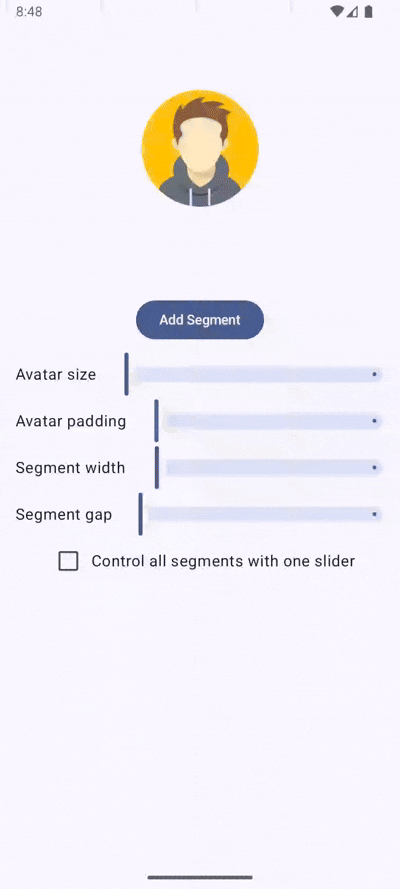 8:48
Add Segment
Avatar size
Avatar padding
Segment width
Segment gap
Control all segments with one slider